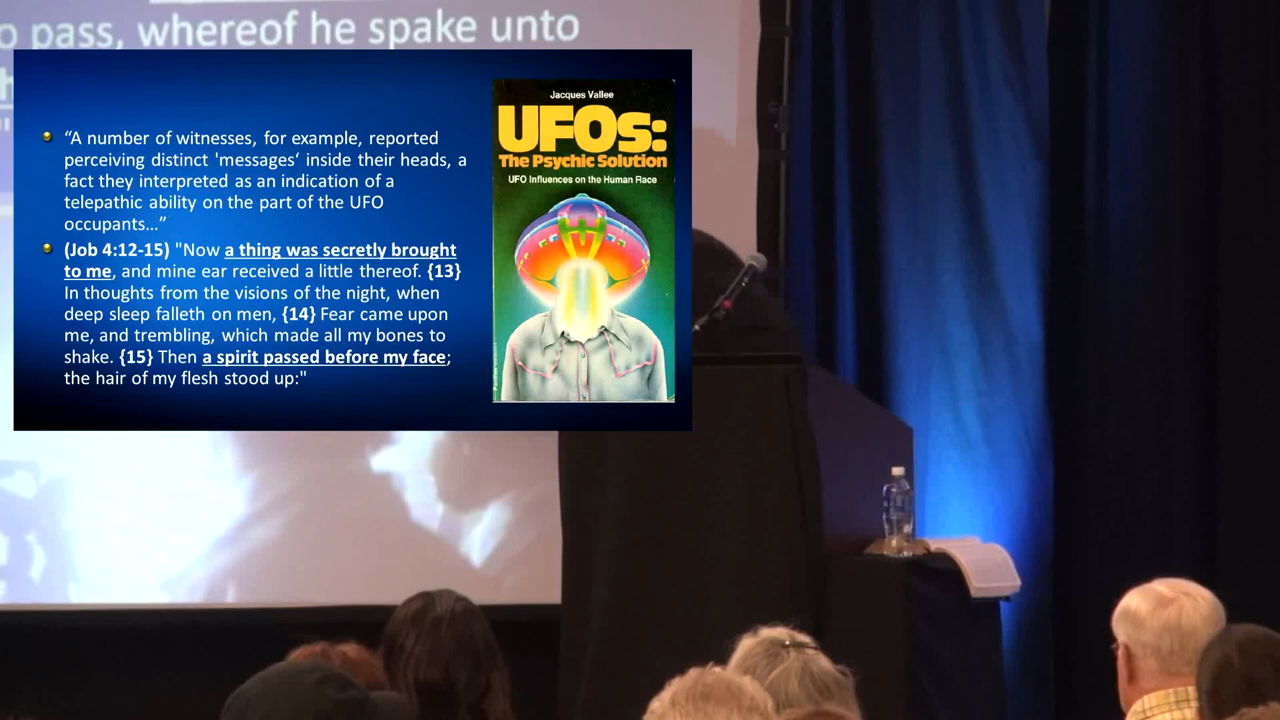 o pass, whereof he spake unto
“A number of witnesses, for example, reported
perceiving distinct 'messages‘ inside their heads, a
fact they interpreted as an indication of a
telepathic ability on the part of the UFO
occupants…”
(Job 4:12-15) "Now a thing was secretly brought
to me, and mine ear received a little thereof. {13}
In thoughts from the visions of the night, when
deep sleep falleth on men, {14} Fear came upon
me, and trembling, which made all my bones to
shake. {15} Then a spirit passed before my face;
the hair of my flesh stood up:"
Jacques Vallee
UFOs:
The Psychic Solution
UFO Influences on the Human Race